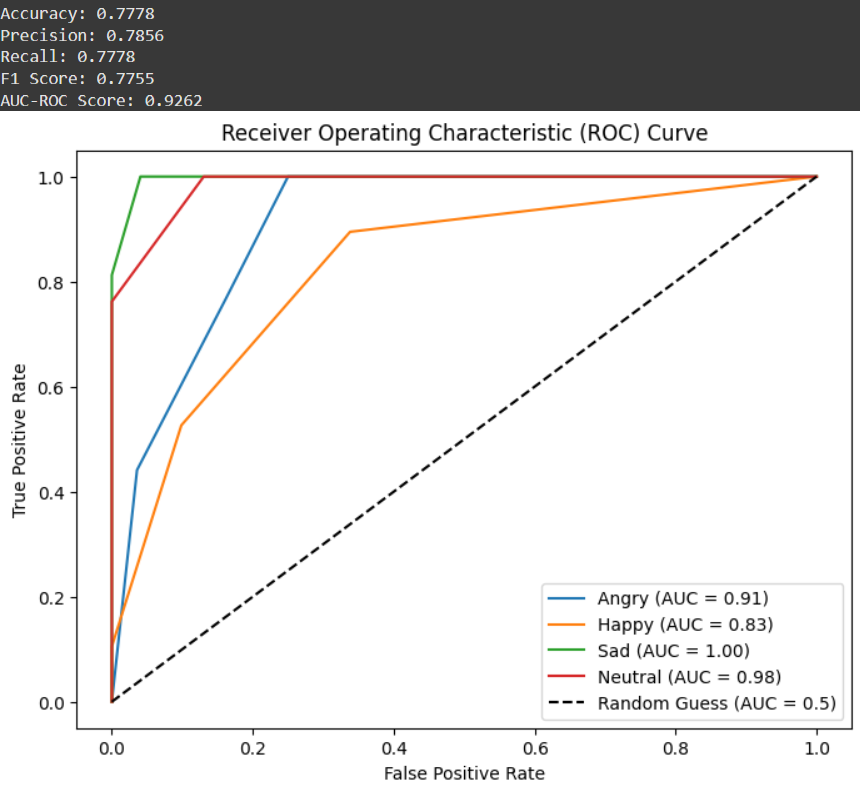 Accuracy: 0.7778
Precision: 0.7856
Recall: 0.7778
F1 Score: 0.7755
AUC-ROC Score: 0.9262
Receiver Operating Characteristic (ROC) Curve
True Positive Rate
1.0
0.8
0.6
0.4
0.2
0.0
Angry (AUC = 0.91)
Happy (AUC = 0.83)
Sad (AUC = 1.00)
Neutral (AUC = 0.98)
Random Guess (AUC = 0.5)
0.0 0.2 0.4 0.6 0.8 1.0
False Positive Rate